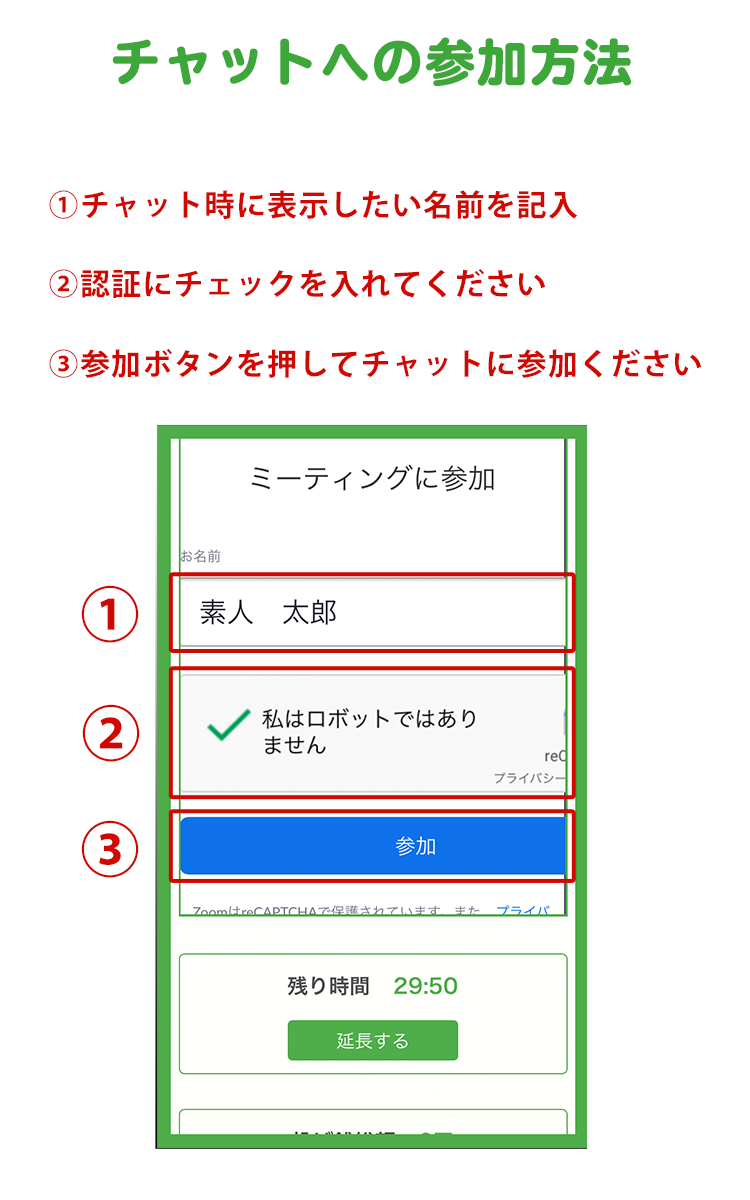 チャットへの参加方法
①チャット時に表示したい名前を記入
②認証にチェックを入れてください
③参加ボタンを押してチャットに参加ください
ミーティングに参加
お名前
①
素人　太郎
②
私はロボットではあり
ません
reC
プライバシー
③
参加
ZoomはreCAPTCHAで保護されています。また、プライバ
残り時間　29:50
延長する